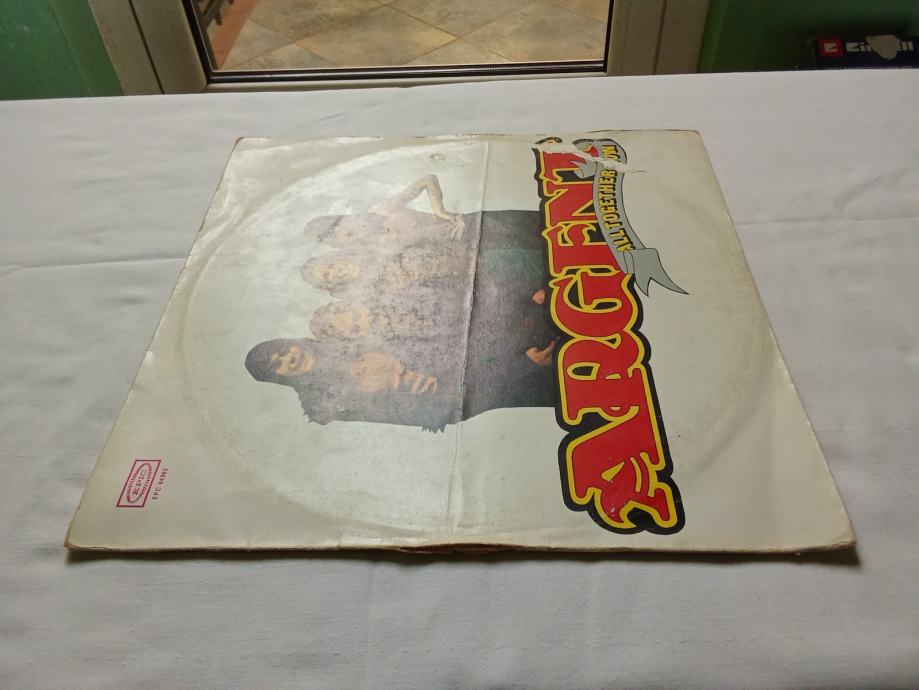 EPIC
EPC 64962
ARGENT
ALL TOGETHER NOW